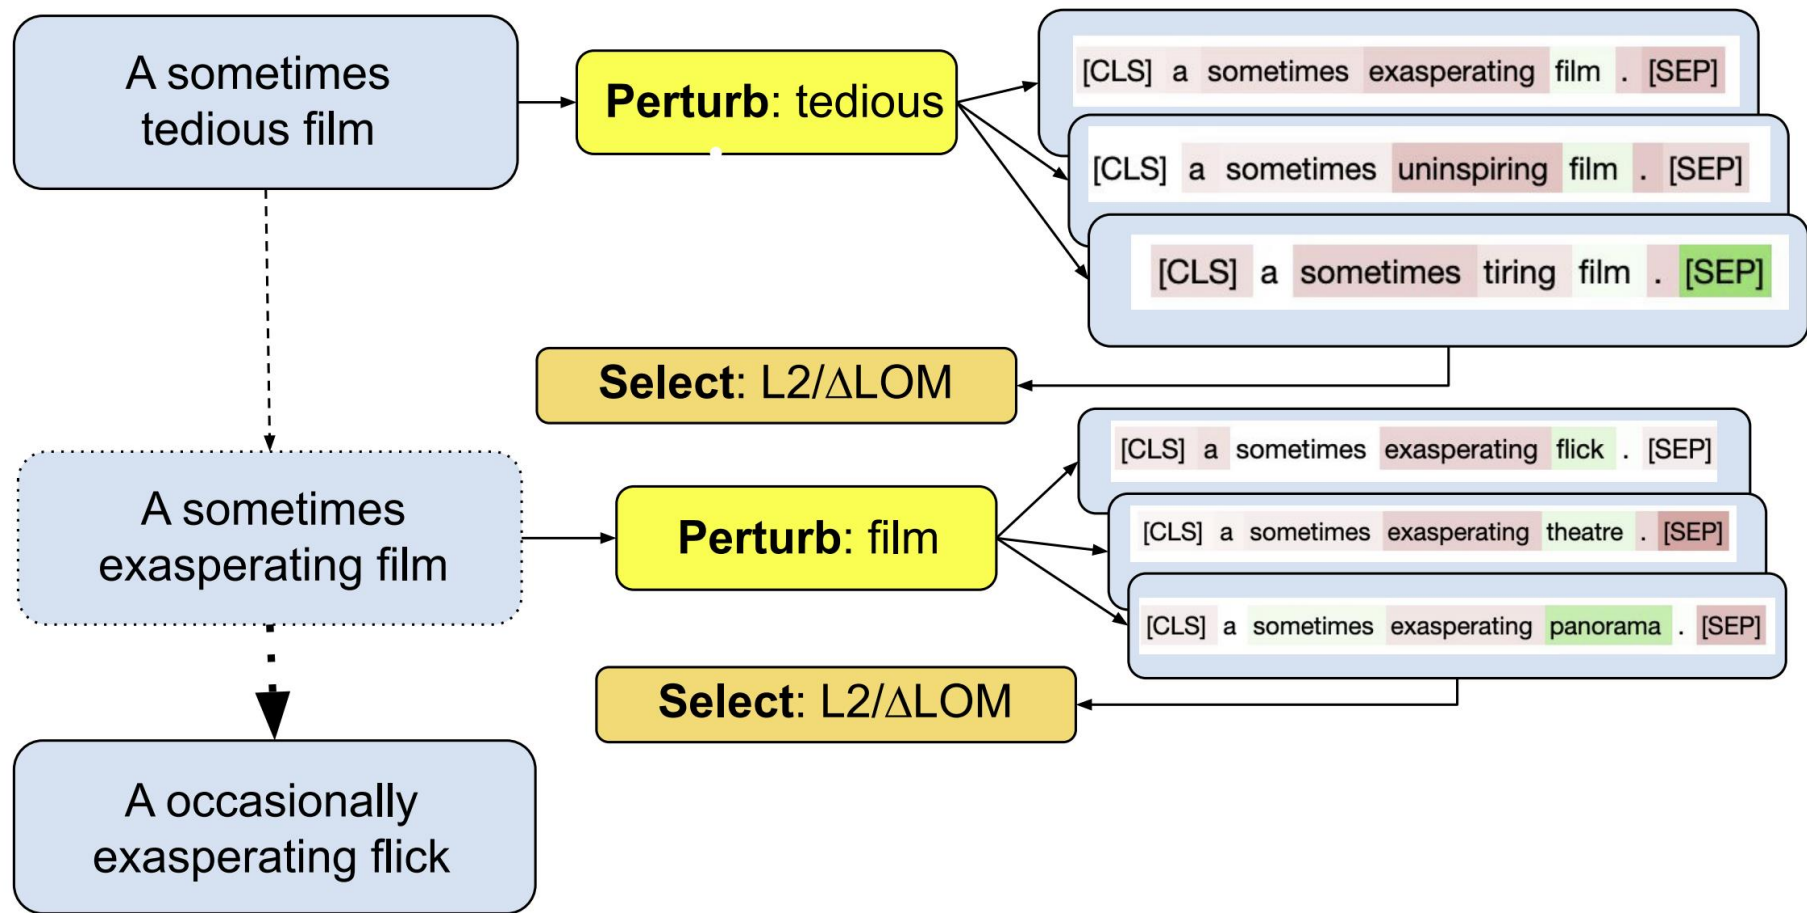 A sometimes
tedious film
Perturb: tedious
[CLS] a sometimes exasperating film . [SEP]
[CLS] a sometimes uninspiring film . [SEP]
[CLS] a sometimes tiring film . [SEP]
Select: L2/ΔLOM
A sometimes
exasperating film
Perturb: film
[CLS] a sometimes exasperating flick . [SEP]
[CLS] a sometimes exasperating theatre . [SEP]
[CLS] a sometimes exasperating panorama . [SEP]
Select: L2/ΔLOM
A occasionally
exasperating flick